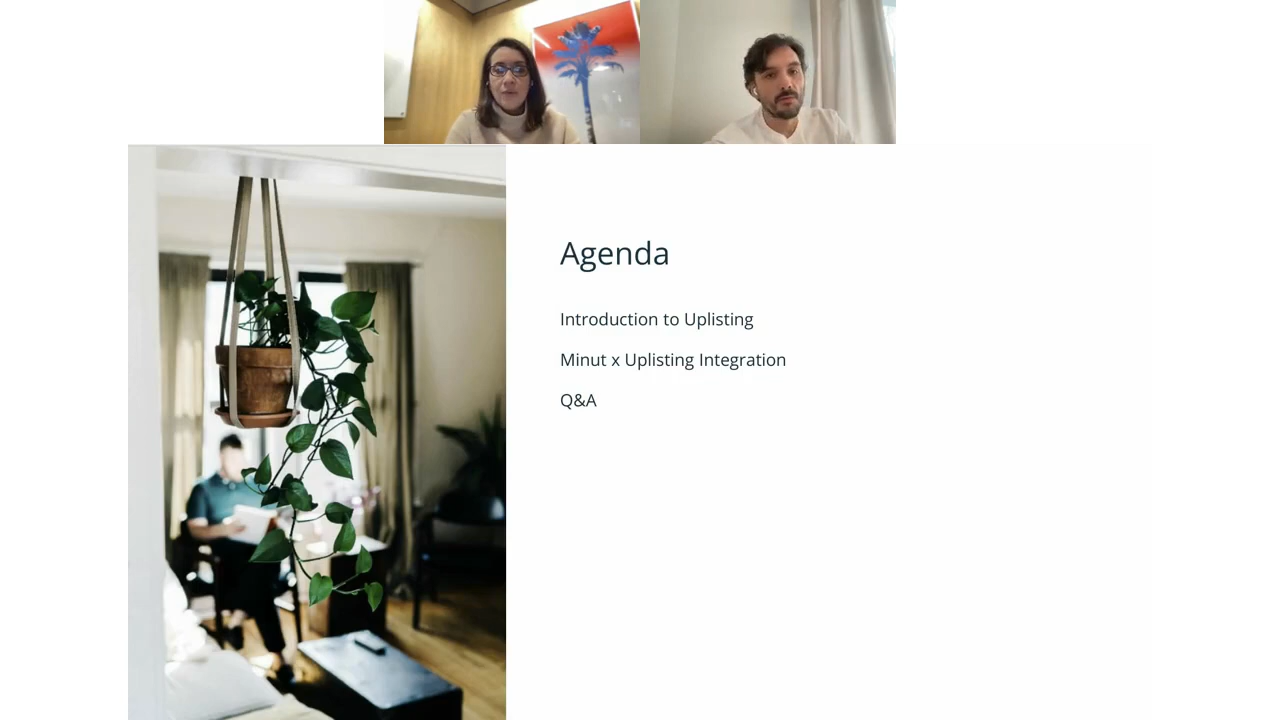 Agenda
Introduction to Uplisting
Minut x Uplisting Integration
Q&A